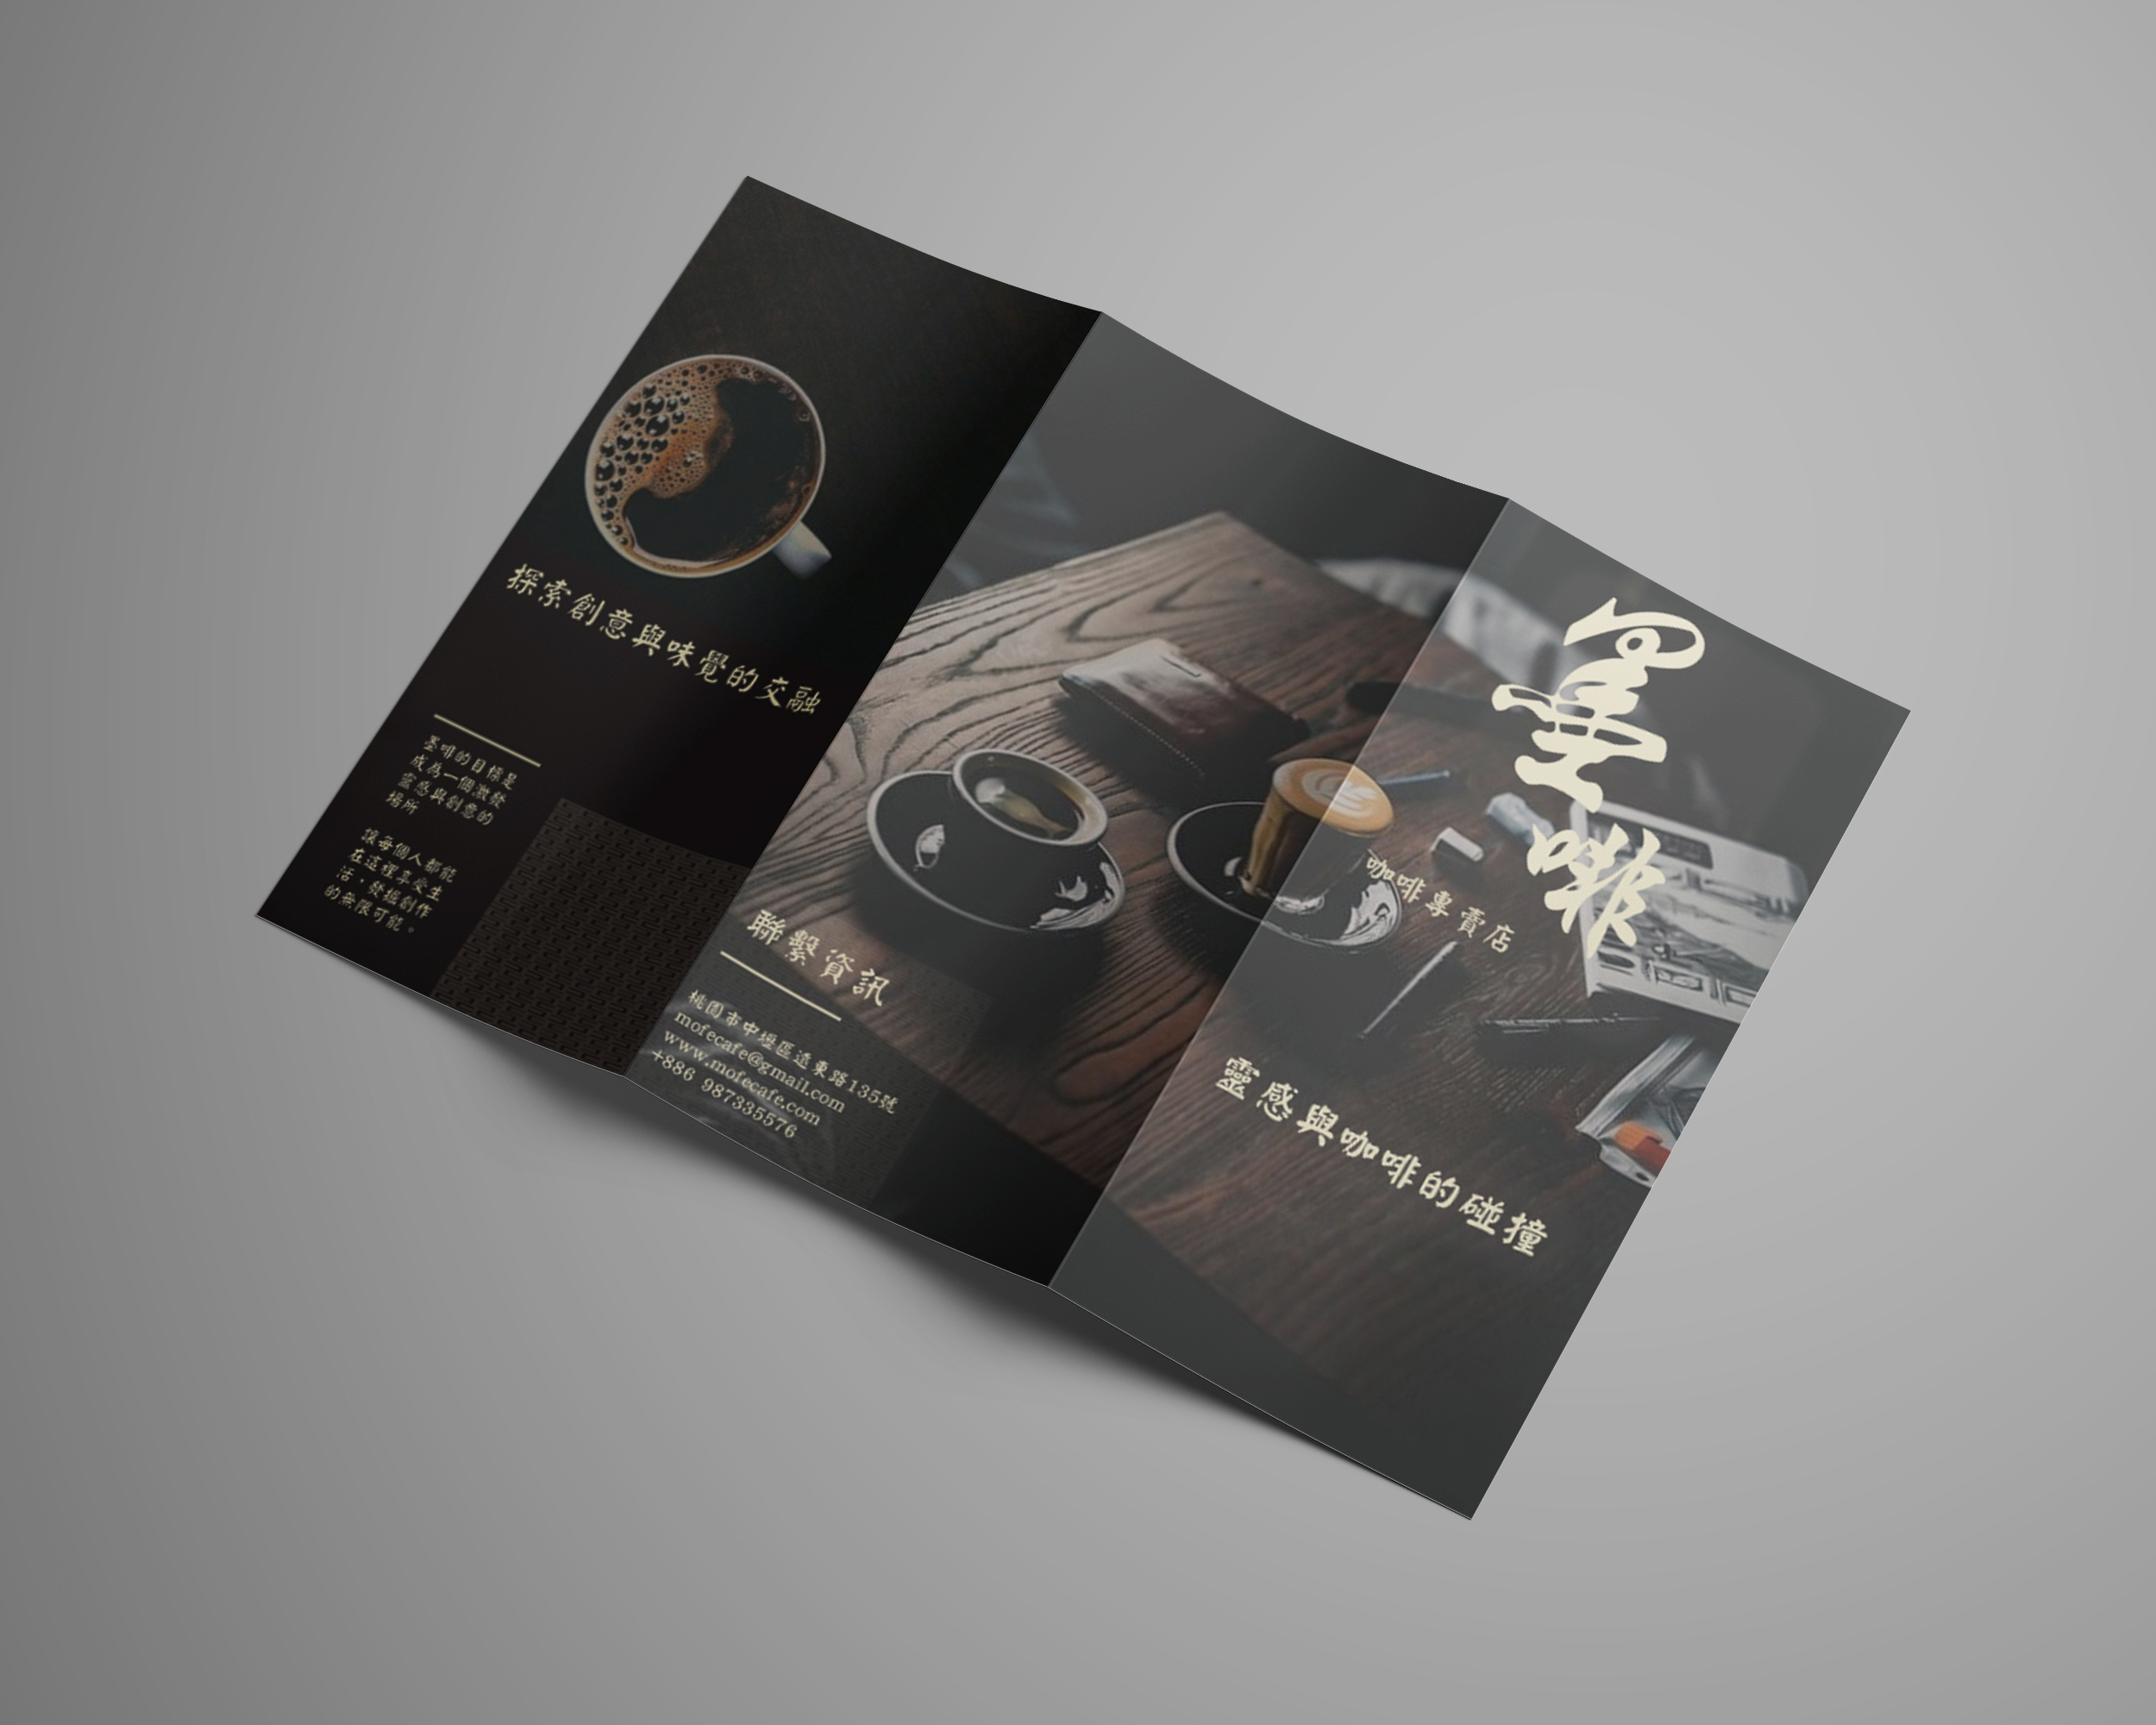 探索創意與味覺的交融
墨啡的目標是
成為一個激發
靈感與創意的
場所
讓每個人都能
在這裡享受生
活，發掘創作
的無限可能。
聯繫資訊
桃園市中壢區遠東路135號
mofecafe@gmail.com
www.mofecafe.com
+886 987335576
墨啡
咖啡專賣店
靈感與咖啡的碰撞